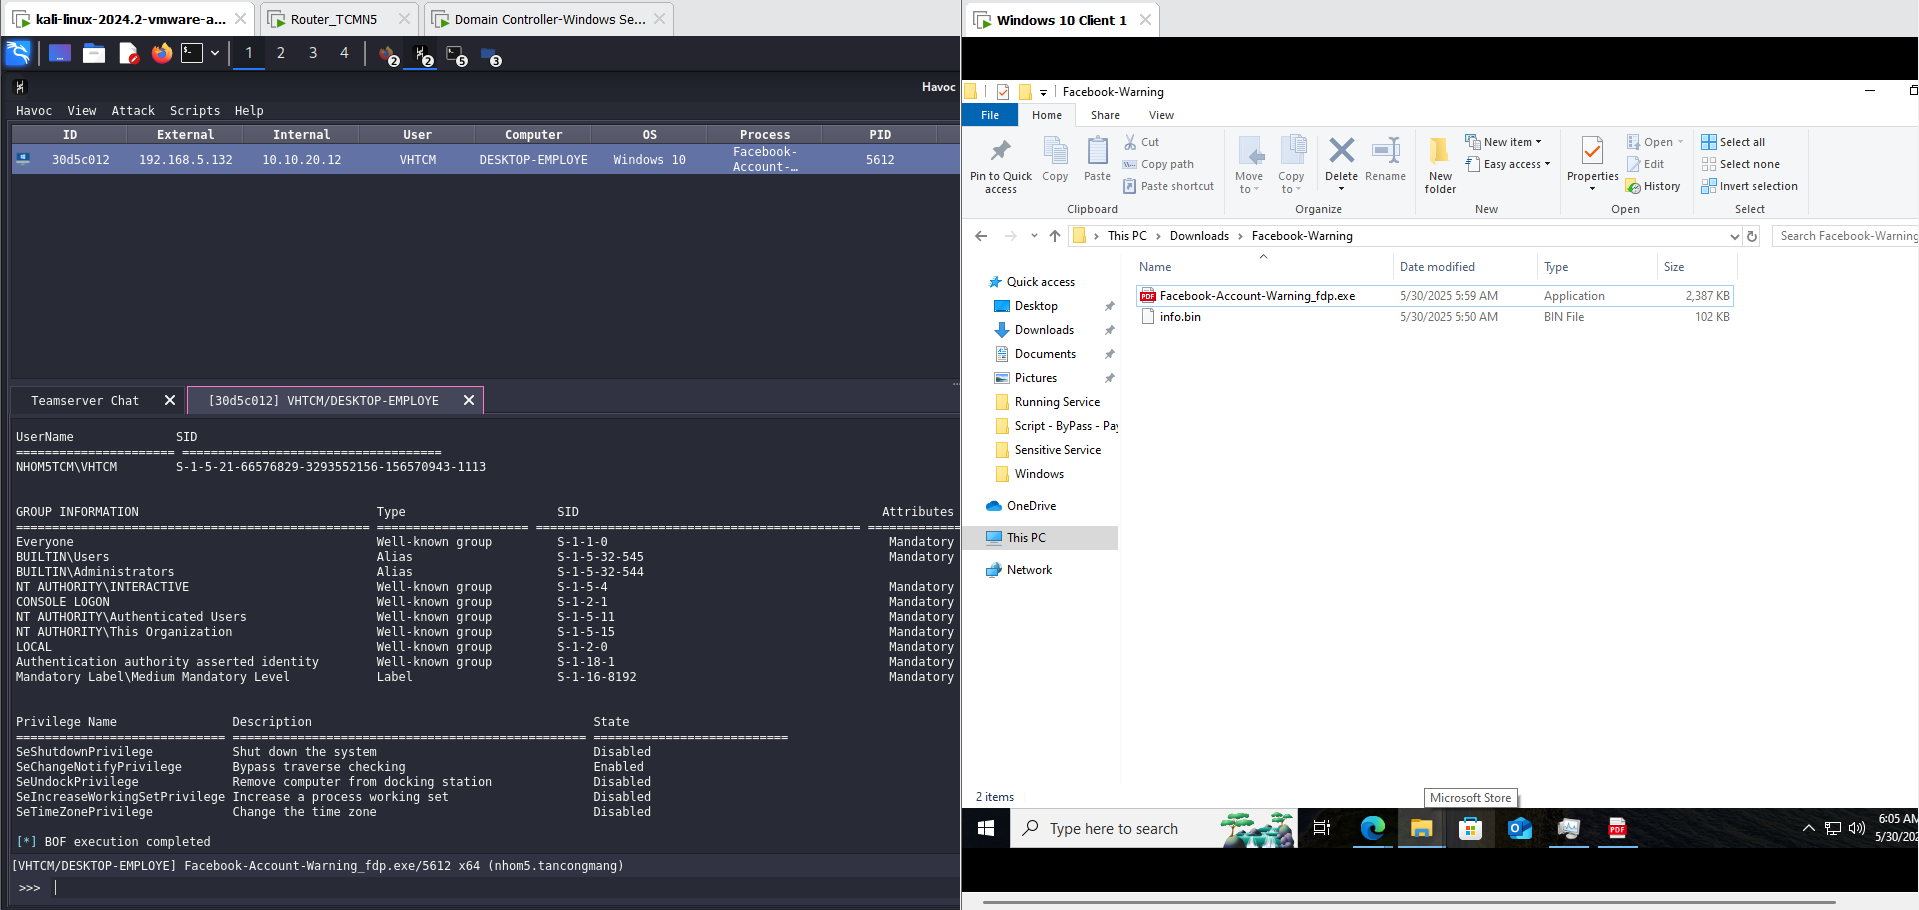 kali-linux-2024.2-vmware-a...
Router_TCMN5
Domain Controller-Windows Se...
1 2 3 4
2 2 5 3
Havoc
Havoc View Attack Scripts Help
ID External Internal User Computer OS Process PID
30d5c012 192.168.5.132 10.10.20.12 VHTCM DESKTOP-EMPLOYE Windows 10 Facebook-Account-… 5612
Teamserver Chat
[30d5c012] VHTCM/DESKTOP-EMPLOYE
UserName SID
====================== ====================================
NHOM5TCM\VHTCM S-1-5-21-66576829-3293552156-156570943-1113
GROUP INFORMATION Type SID Attributes
================================================= ===================== ============================================= =============
Everyone Well-known group S-1-1-0 Mandatory
BUILTIN\Users Alias S-1-5-32-545 Mandatory
BUILTIN\Administrators Alias S-1-5-32-544
NT AUTHORITY\INTERACTIVE Well-known group S-1-5-4 Mandatory
CONSOLE LOGON Well-known group S-1-2-1 Mandatory
NT AUTHORITY\Authenticated Users Well-known group S-1-5-11 Mandatory
NT AUTHORITY\This Organization Well-known group S-1-5-15 Mandatory
LOCAL Well-known group S-1-2-0 Mandatory
Authentication authority asserted identity Well-known group S-1-18-1 Mandatory
Mandatory Label\Medium Mandatory Level Label S-1-16-8192 Mandatory
Privilege Name Description State
============================= ================================================= ===========================
SeShutdownPrivilege Shut down the system Disabled
SeChangeNotifyPrivilege Bypass traverse checking Enabled
SeUndockPrivilege Remove computer from docking station Disabled
SeIncreaseWorkingSetPrivilege Increase a process working set Disabled
SeTimeZonePrivilege Change the time zone Disabled
[*] BOF execution completed
[VHTCM/DESKTOP-EMPLOYE] Facebook-Account-Warning_fdp.exe/5612 x64 (nhom5.tancongmang)
>>>
Windows 10 Client 1
Facebook-Warning
File Home Share View
Pin to Quick access
Copy
Paste
Cut
Copy path
Paste shortcut
Clipboard
Move to
Copy to
Delete
Rename
Organize
New folder
New item
Easy access
New
Properties
Open
Edit
History
Open
Select all
Select none
Invert selection
Select
This PC > Downloads > Facebook-Warning
Search Facebook-Warning
Name Date modified Type Size
PDF Facebook-Account-Warning_fdp.exe 5/30/2025 5:59 AM Application 2,387 KB
info.bin 5/30/2025 5:50 AM BIN File 102 KB
Quick access
Desktop
Downloads
Documents
Pictures
Running Service
Script - ByPass - Pay
Sensitive Service
Windows
OneDrive
This PC
Network
2 items
Microsoft Store
Type here to search
PDF
6:05 AM
5/30/202